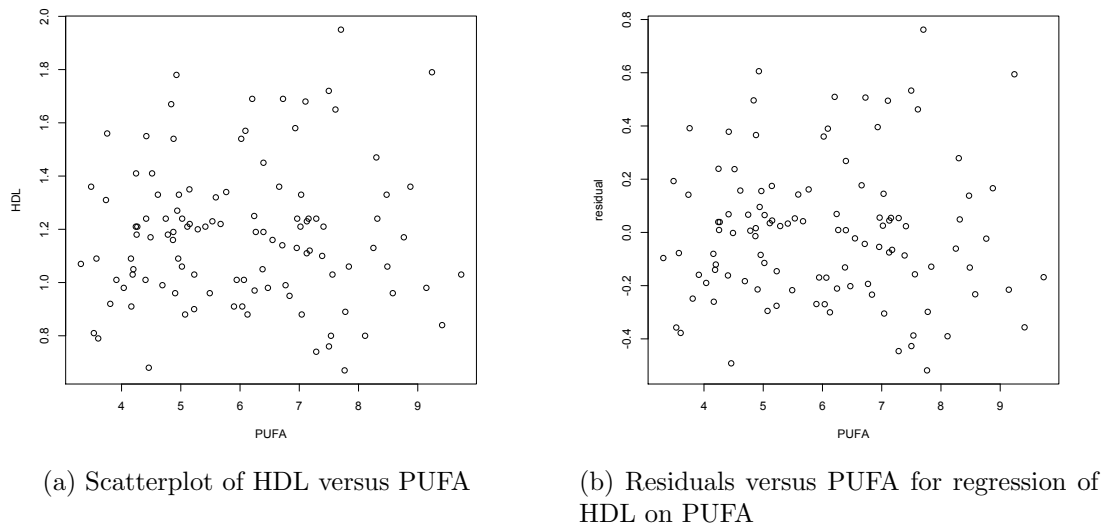 2.0
1.8
1.6
1.4
1.2
1.0
0.8
HDL
4 5 6 7 8 9
PUFA
(a) Scatterplot of HDL versus PUFA
0.8
0.6
0.4
0.2
0.0
-0.2
-0.4
residual
4 5 6 7 8 9
PUFA
(b) Residuals versus PUFA for regression of
HDL on PUFA